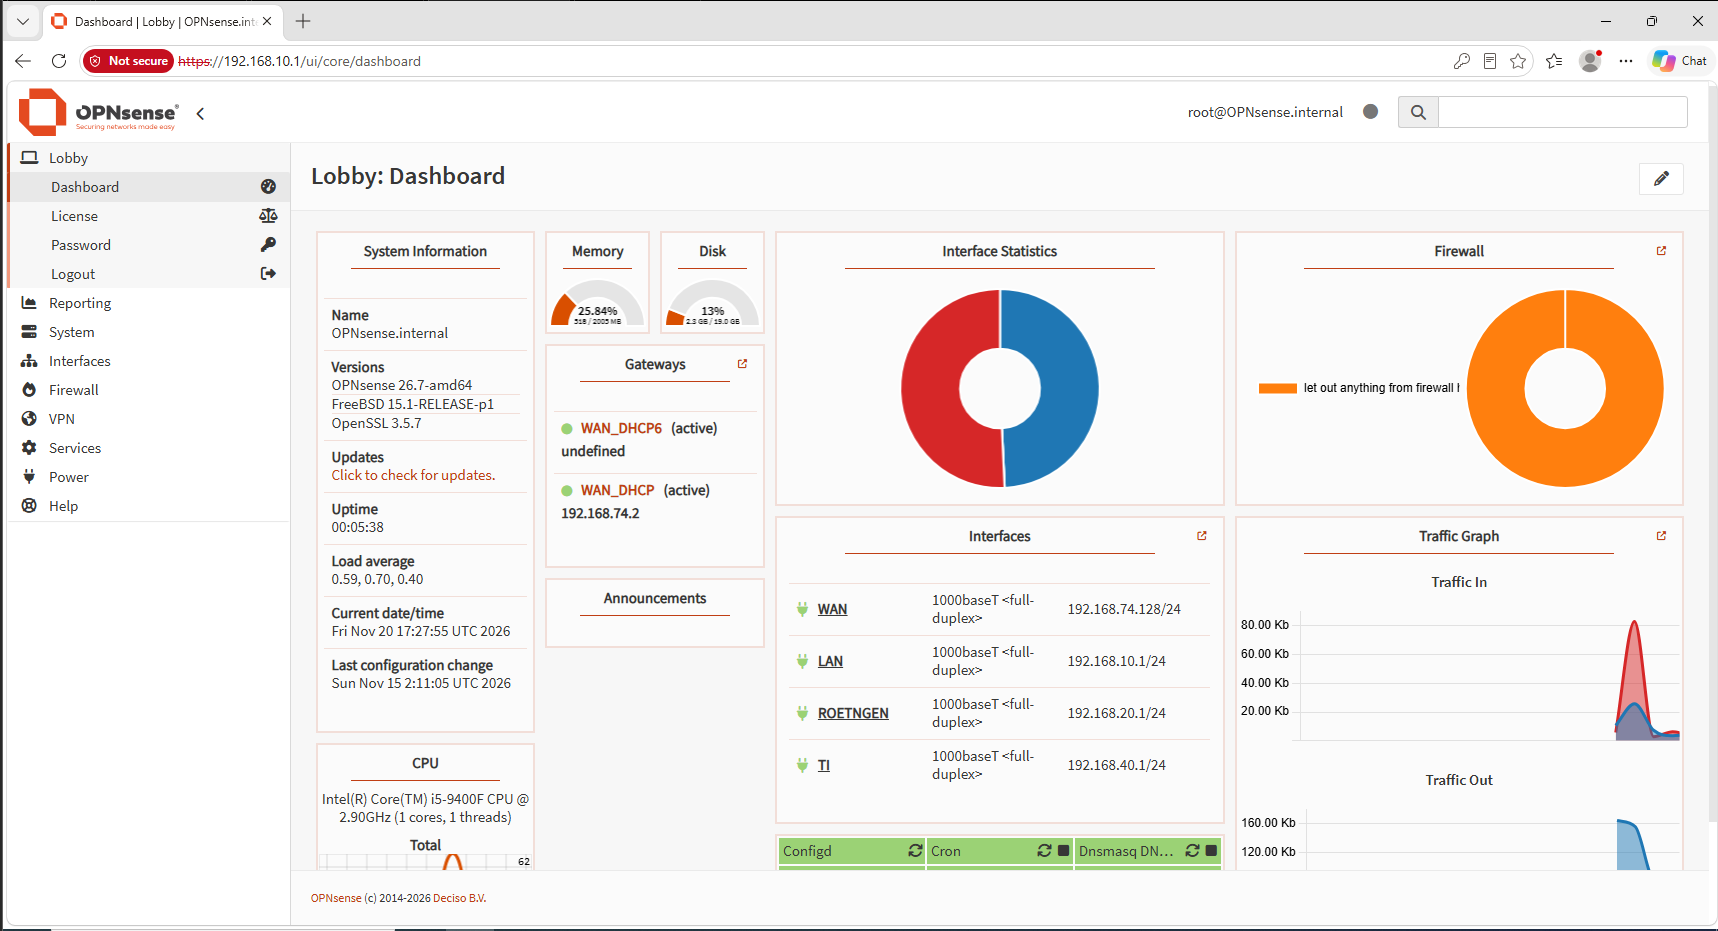 Dashboard | Lobby | OPNsense.int
Not secure https://192.168.10.1/ui/core/dashboard
Chat
OPNsense®
Securing networks made easy
root@OPNsense.internal
Lobby
Dashboard
License
Password
Logout
Reporting
System
Interfaces
Firewall
VPN
Services
Power
Help
Lobby: Dashboard
System Information
Name
OPNsense.internal
Versions
OPNsense 26.7-amd64
FreeBSD 15.1-RELEASE-p1
OpenSSL 3.5.7
Updates
Click to check for updates.
Uptime
00:05:38
Load average
0.59, 0.70, 0.40
Current date/time
Fri Nov 20 17:27:55 UTC 2026
Last configuration change
Sun Nov 15 2:11:05 UTC 2026
CPU
Intel(R) Core(TM) i5-9400F CPU @
2.90GHz (1 cores, 1 threads)
Total
62
Memory
25.84%
518 / 2005 MB
Disk
13%
2.3 GB / 19.0 GB
Gateways
WAN_DHCP6 (active)
undefined
WAN_DHCP (active)
192.168.74.2
Announcements
Interface Statistics
Interfaces
WAN 1000baseT <full-
duplex> 192.168.74.128/24
LAN 1000baseT <full-
duplex> 192.168.10.1/24
ROETNGEN 1000baseT <full-
duplex> 192.168.20.1/24
TI 1000baseT <full-
duplex> 192.168.40.1/24
Configd Cron Dnsmasq DN...
Firewall
let out anything from firewall h
Traffic Graph
Traffic In
80.00 Kb
60.00 Kb
40.00 Kb
20.00 Kb
Traffic Out
160.00 Kb
120.00 Kb
OPNsense (c) 2014-2026 Deciso B.V.